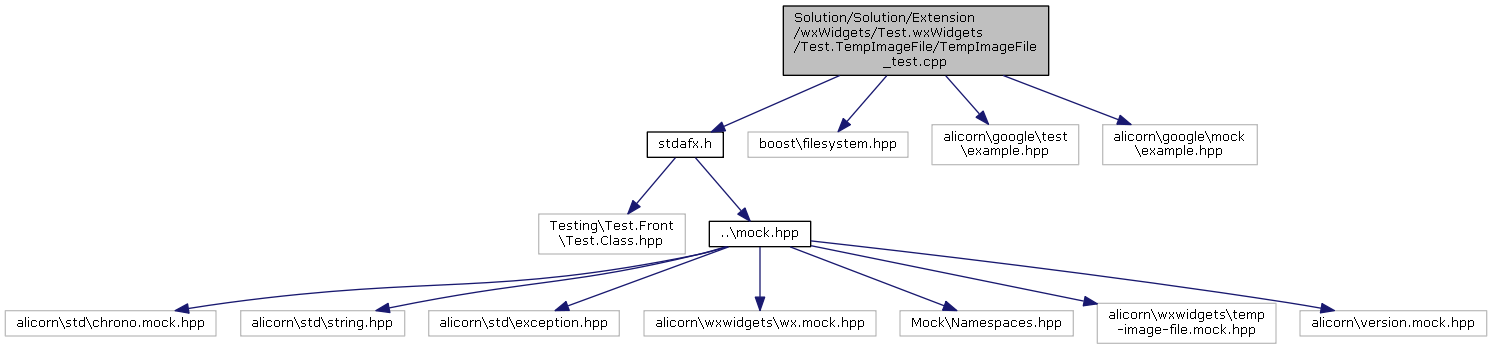 Solution/Solution/Extension
/wxWidgets/Test.wxWidgets
/Test.TempImageFile/TempImageFile
_test.cpp
stdafx.h
boost\filesystem.hpp
alicorn\google\test
\example.hpp
alicorn\google\mock
\example.hpp
Testing\Test.Front
\Test.Class.hpp
..\mock.hpp
alicorn\std\chrono.mock.hpp
alicorn\std\string.hpp
alicorn\std\exception.hpp
alicorn\wxwidgets\wx.mock.hpp
Mock\Namespaces.hpp
alicorn\wxwidgets\temp
-image-file.mock.hpp
alicorn\version.mock.hpp